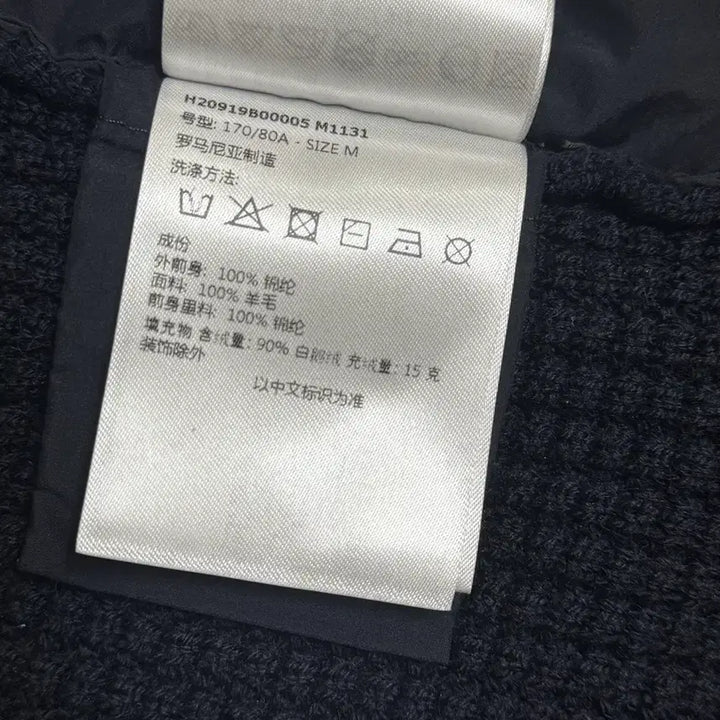 H20919B00005 M1131
号型: 170/80A - SIZE M
罗马尼亚制造
洗涤方法:
成份
外前身: 100% 锦纶
面料: 100% 羊毛
前身里料: 100% 锦纶
填充物 含绒量: 90% 白鹅绒 充绒量: 15 克
装饰除外
以中文标识为准